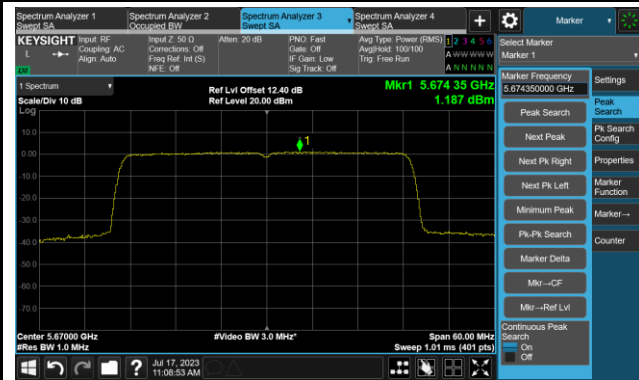 Spectrum Analyzer 1
Swept SA
Spectrum Analyzer 2
Occupied BW
Spectrum Analyzer 3
Swept SA
Spectrum Analyzer 4
Swept SA
+
Marker
KEYSIGHT
L
Input: RF
Coupling: AC
Align: Auto
Input Z: 50 Ω
Corrections: Off
Freq Ref: Int (S)
NFE: Off
Atten: 20 dB
PNO: Fast
Gate: Off
IF Gain: Low
Sig Track: Off
Avg Type: Power (RMS)
Avg|Hold: 100/100
Trig: Free Run
1 2 3 4 5 6
A W W W W W
A N N N N N
Select Marker
Marker 1
1 Spectrum
Scale/Div 10 dB
Log
Ref Lvl Offset 12.40 dB
Ref Level 20.00 dBm
Mkr1 5.674 35 GHz
1.187 dBm
10.0
0.00
-10.0
-20.0
-30.0
-40.0
-50.0
-60.0
-70.0
1
Center 5.67000 GHz
#Res BW 1.0 MHz
#Video BW 3.0 MHz*
Span 60.00 MHz
Sweep 1.01 ms (401 pts)
Marker Frequency
5.674350000 GHz
Peak Search
Next Peak
Next Pk Right
Next Pk Left
Minimum Peak
Pk-Pk Search
Marker Delta
Mkr→CF
Mkr→Ref Lvl
Continuous Peak
Search
On
Off
Settings
Peak
Search
Pk Search
Config
Properties
Marker
Function
Marker→
Counter
?
Jul 17, 2023
11:08:53 AM